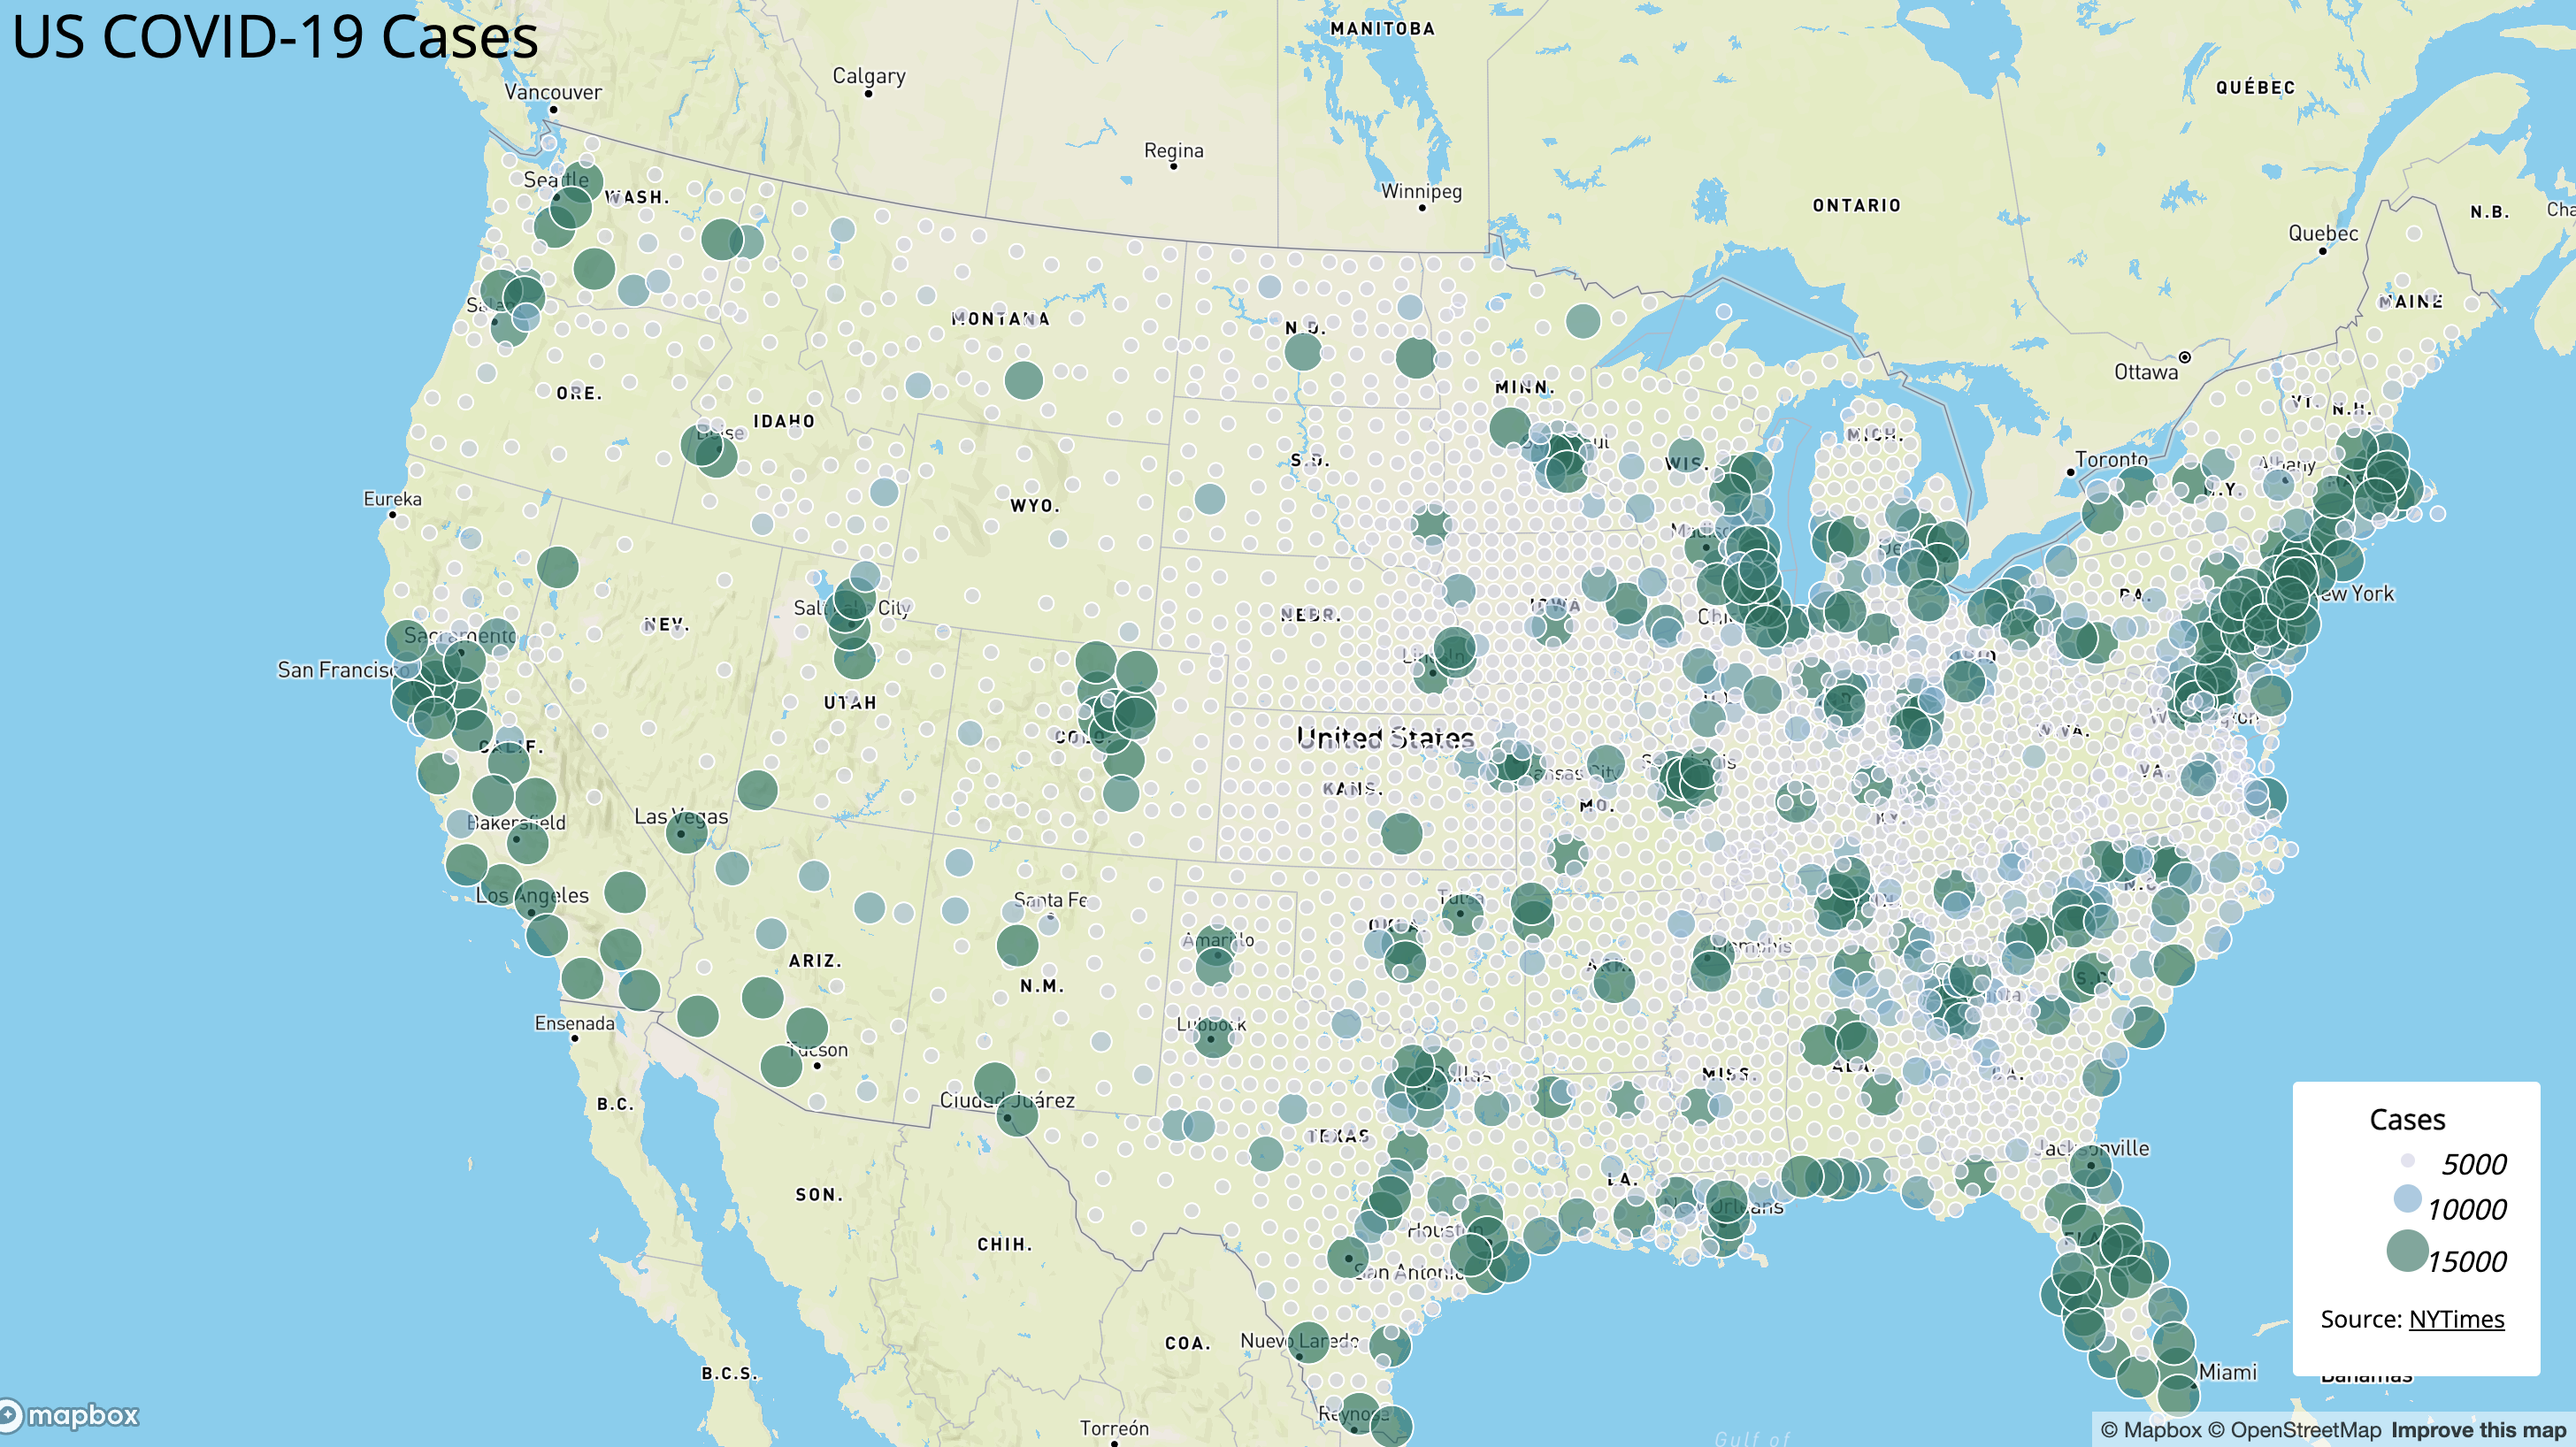 US COVID-19 Cases
MANITOBA
Calgary
QUÉBEC
Vancouver
Regina
Seattle
WASH.
Winnipeg
ONTARIO
N.B.
Quebec
MONTANA
N.D.
MAINE
Ottawa
MINN.
ORE.
IDAHO
VT.
N.H.
MICH.
Toronto
S.D.
WIS.
Albany
N.Y.
Eureka
WYO.
Salt Lake City
NEV.
NEBR.
IOWA
PA.
New York
Sacramento
San Francisco
Lincoln
UTAH
COLO.
United States
W.VA.
CALIF.
Kansas City
VA.
KANS.
MO.
KY.
Las Vegas
Bakersfield
Los Angeles
Santa Fe
Tulsa
OKLA.
N.C.
Amarillo
Memphis
ARIZ.
ARK.
N.M.
S.C.
Ensenada
Lubbock
Tucson
Dallas
MISS.
ALA.
GA.
B.C.
Ciudad Juárez
TEXAS
Jacksonville
LA.
SON.
New Orleans
Houston
FLA.
CHIH.
San Antonio
COA.
Nuevo Laredo
B.C.S.
Miami
Reynosa
Torreón
Gulf of
Cases
5000
10000
15000
Source: NYTimes
Bahamas
mapbox
© Mapbox © OpenStreetMap Improve this map